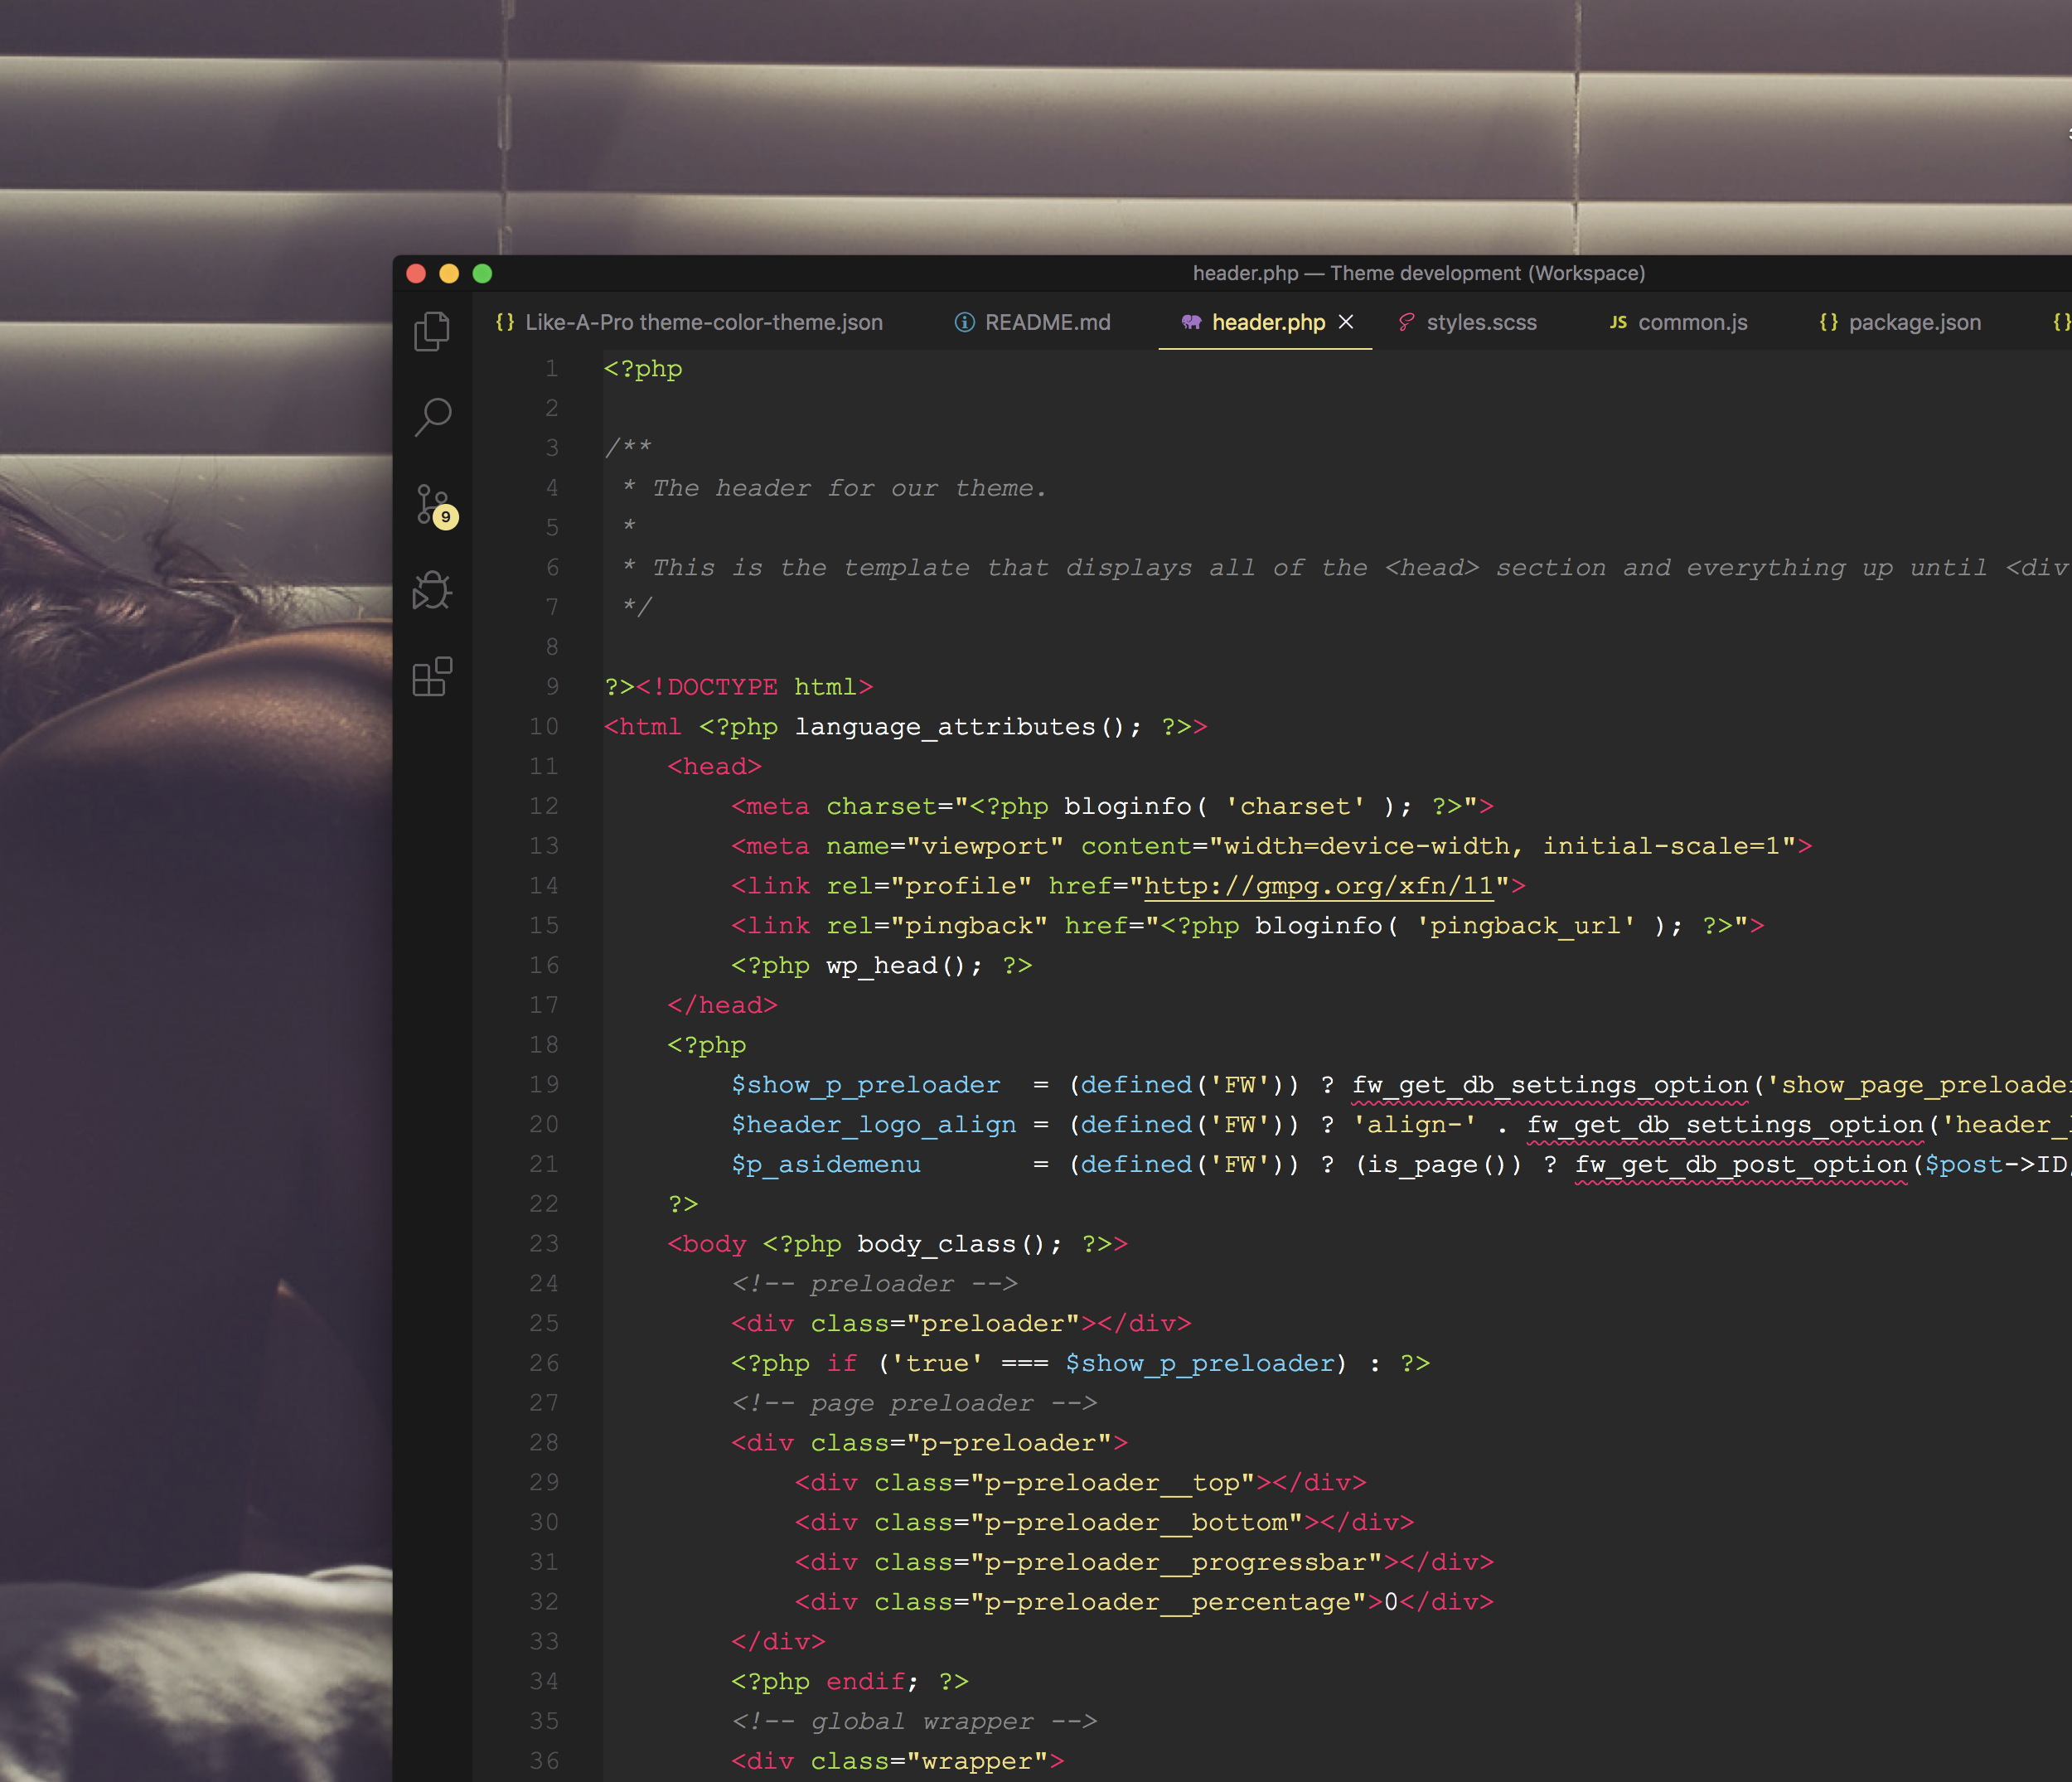 header.php — Theme development (Workspace)
{} Like-A-Pro theme-color-theme.json README.md header.php styles.scss JS common.js {} package.json {}
9
1 <?php
2
3 /**
4  * The header for our theme.
5  *
6  * This is the template that displays all of the <head> section and everything up until <div
7  */
8
9 ?><!DOCTYPE html>
10 <html <?php language_attributes(); ?>>
11     <head>
12         <meta charset="<?php bloginfo( 'charset' ); ?>">
13         <meta name="viewport" content="width=device-width, initial-scale=1">
14         <link rel="profile" href="http://gmpg.org/xfn/11">
15         <link rel="pingback" href="<?php bloginfo( 'pingback_url' ); ?>">
16         <?php wp_head(); ?>
17     </head>
18     <?php
19         $show_p_preloader  = (defined('FW')) ? fw_get_db_settings_option('show_page_preloader
20         $header_logo_align = (defined('FW')) ? 'align-' . fw_get_db_settings_option('header_
21         $p_asidemenu       = (defined('FW')) ? (is_page()) ? fw_get_db_post_option($post->ID,
22     ?>
23     <body <?php body_class(); ?>>
24         <!-- preloader -->
25         <div class="preloader"></div>
26         <?php if ('true' === $show_p_preloader) : ?>
27         <!-- page preloader -->
28         <div class="p-preloader">
29             <div class="p-preloader__top"></div>
30             <div class="p-preloader__bottom"></div>
31             <div class="p-preloader__progressbar"></div>
32             <div class="p-preloader__percentage">0</div>
33         </div>
34         <?php endif; ?>
35         <!-- global wrapper -->
36         <div class="wrapper">